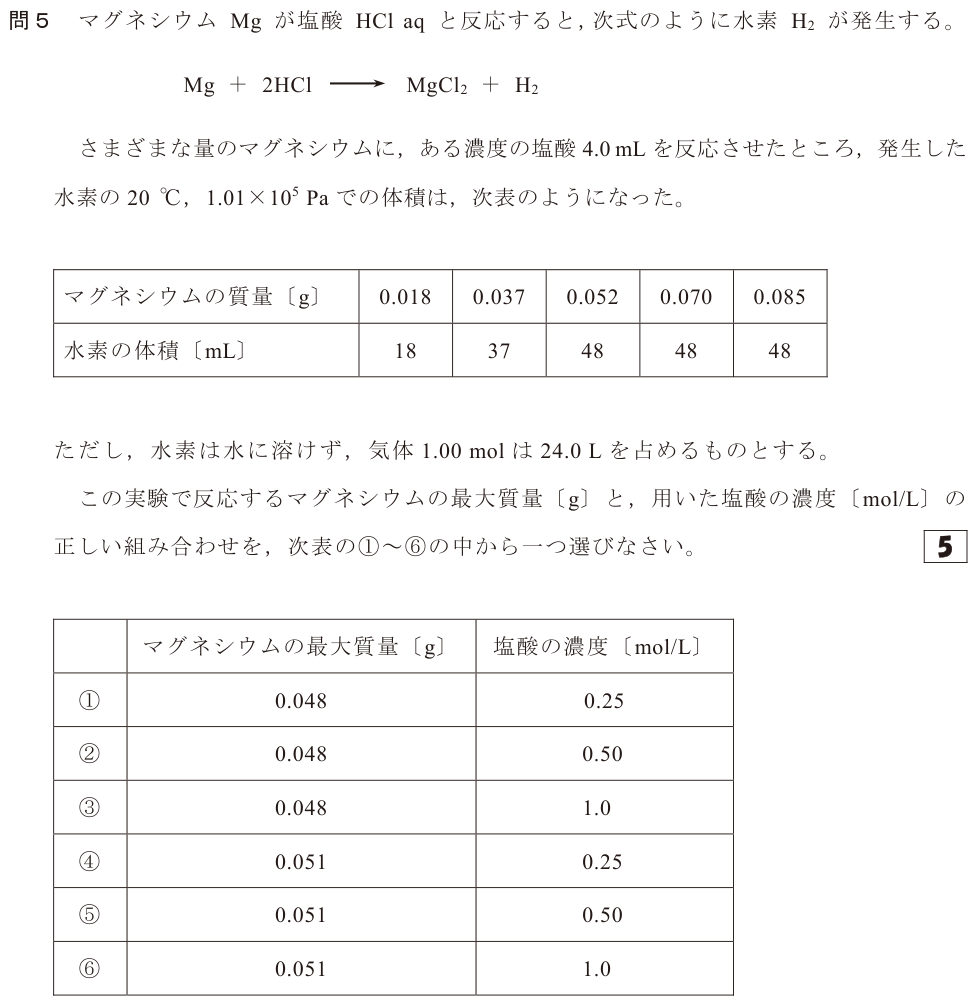 問5 マグネシウム Mg が塩酸 HCl aq と反応すると,次式のように水素 H₂ が発生する。
Mg + 2HCl ⟶ MgCl₂ + H₂
さまざまな量のマグネシウムに,ある濃度の塩酸 4.0 mL を反応させたところ,発生した
水素の 20 ℃,1.01×10⁵ Pa での体積は,次表のようになった。
マグネシウムの質量〔g〕 0.018 0.037 0.052 0.070 0.085
水素の体積〔mL〕 18 37 48 48 48
ただし,水素は水に溶けず,気体 1.00 mol は 24.0 L を占めるものとする。
この実験で反応するマグネシウムの最大質量〔g〕と,用いた塩酸の濃度〔mol/L〕の
正しい組み合わせを,次表の①~⑥の中から一つ選びなさい。 5
マグネシウムの最大質量〔g〕 塩酸の濃度〔mol/L〕
① 0.048 0.25
② 0.048 0.50
③ 0.048 1.0
④ 0.051 0.25
⑤ 0.051 0.50
⑥ 0.051 1.0